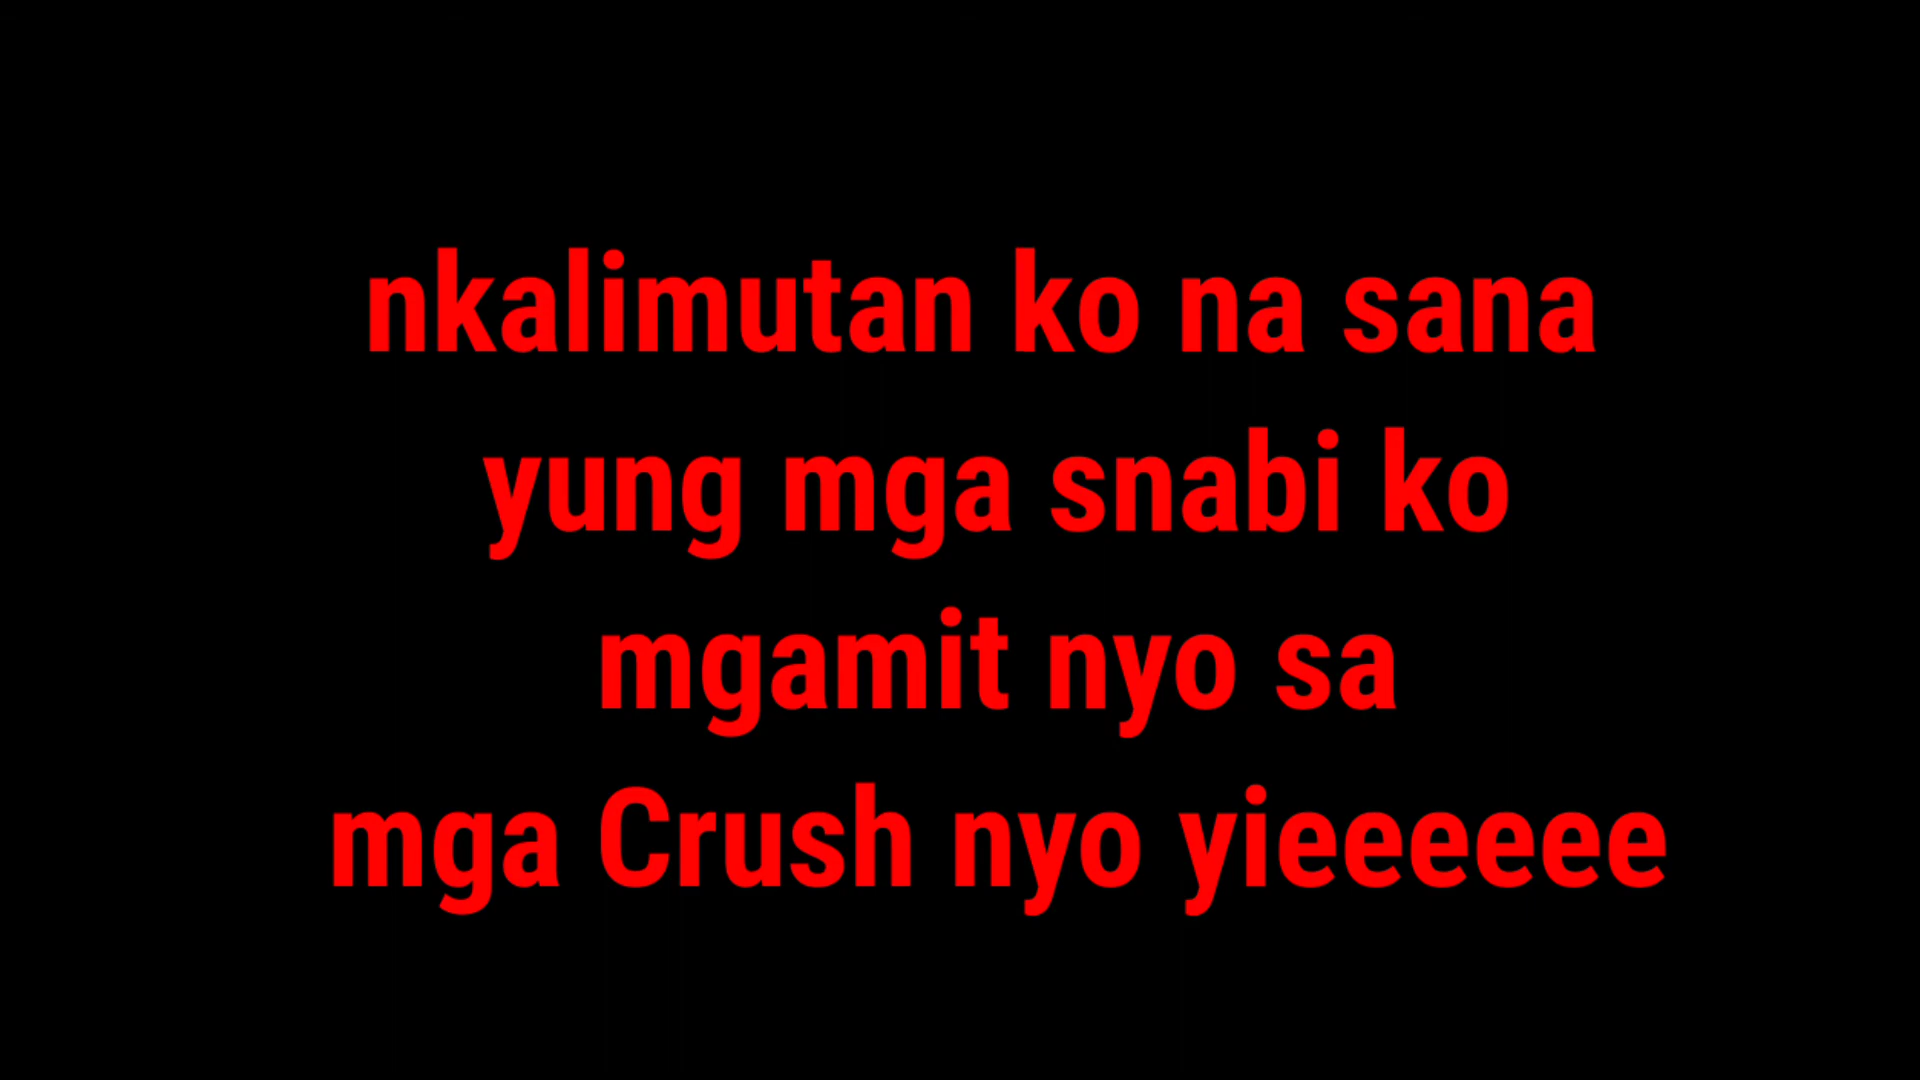 nkalimutan ko na sana
yung mga snabi ko
mgamit nyo sa
mga Crush nyo yieeeeee